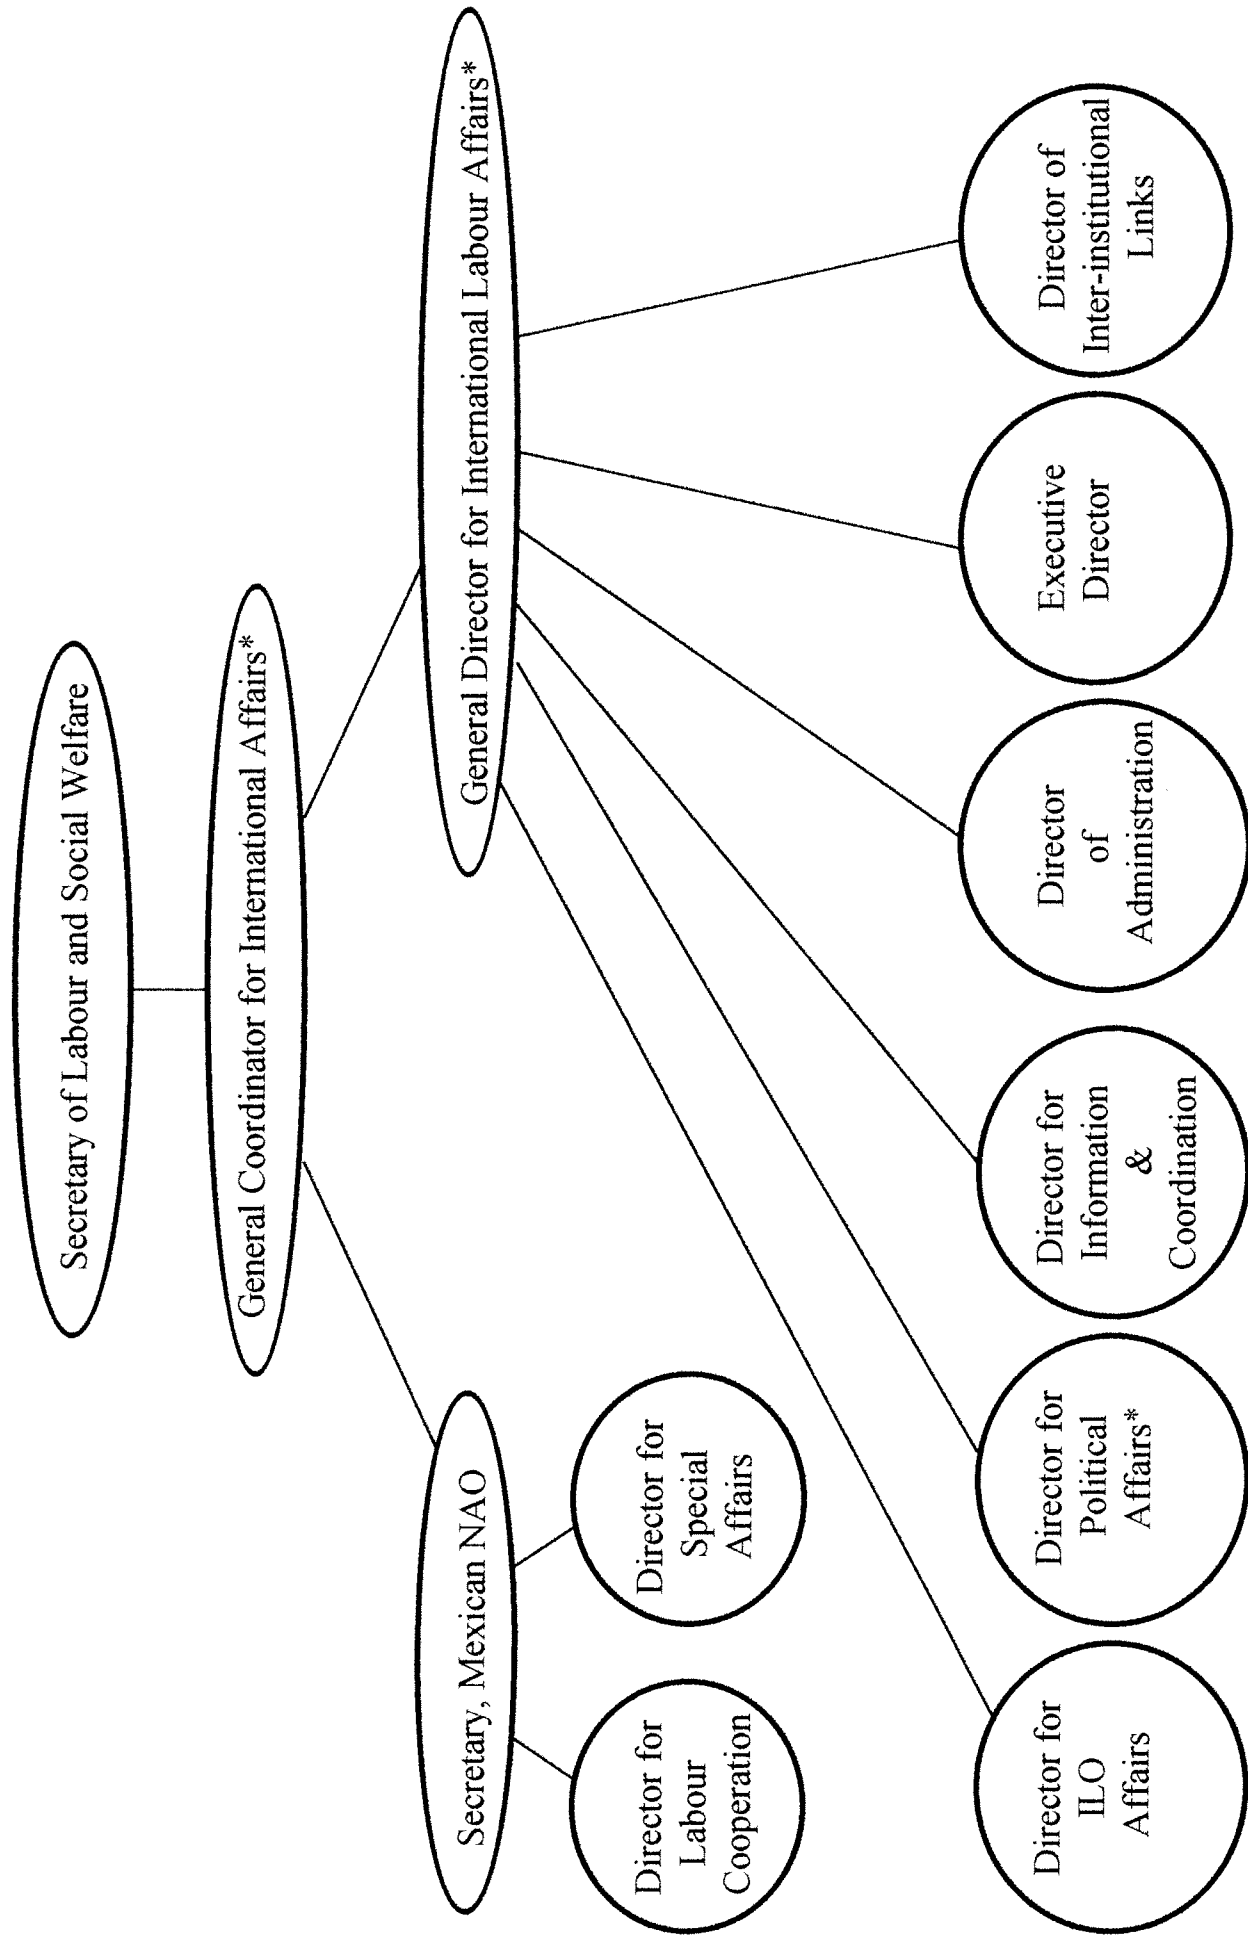 Secretary of Labour and Social Welfare
General Coordinator for International Affairs*
Secretary, Mexican NAO
General Director for International Labour Affairs*
Director for
Labour
Cooperation
Director for
Special
Affairs
Director for
ILO
Affairs
Director for
Political
Affairs*
Director for
Information
&
Coordination
Director
of
Administration
Executive
Director
Director of
Inter-institutional
Links